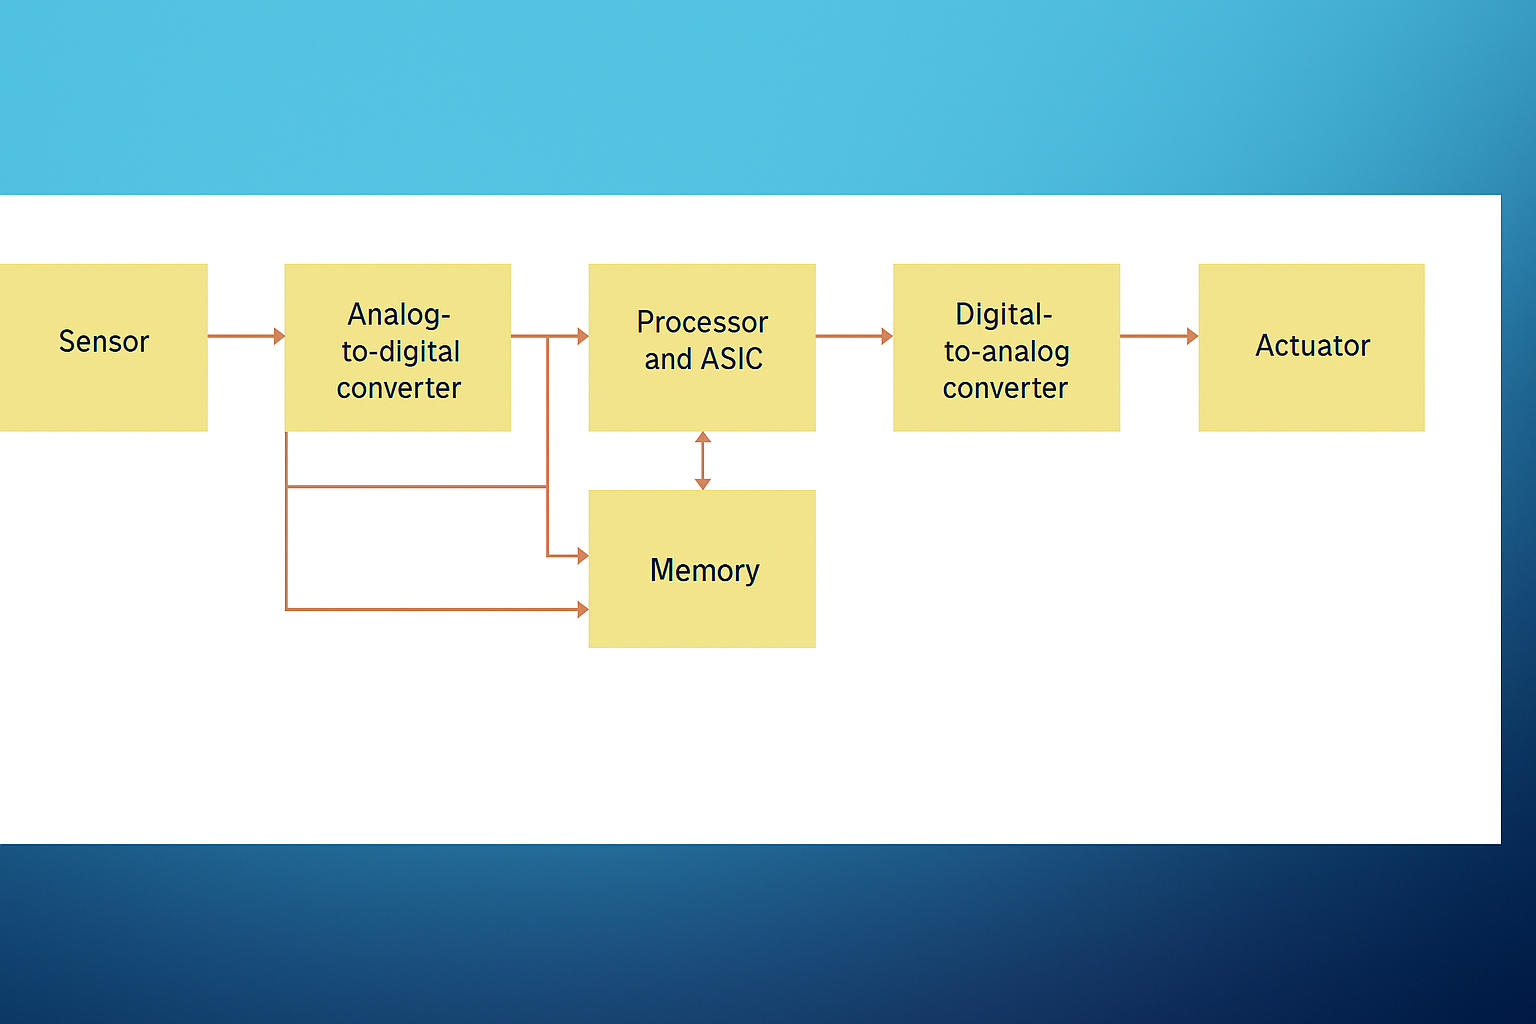 Sensor
Analog-
to-digital
converter
Processor
and ASIC
Digital-
to-analog
converter
Actuator
Memory